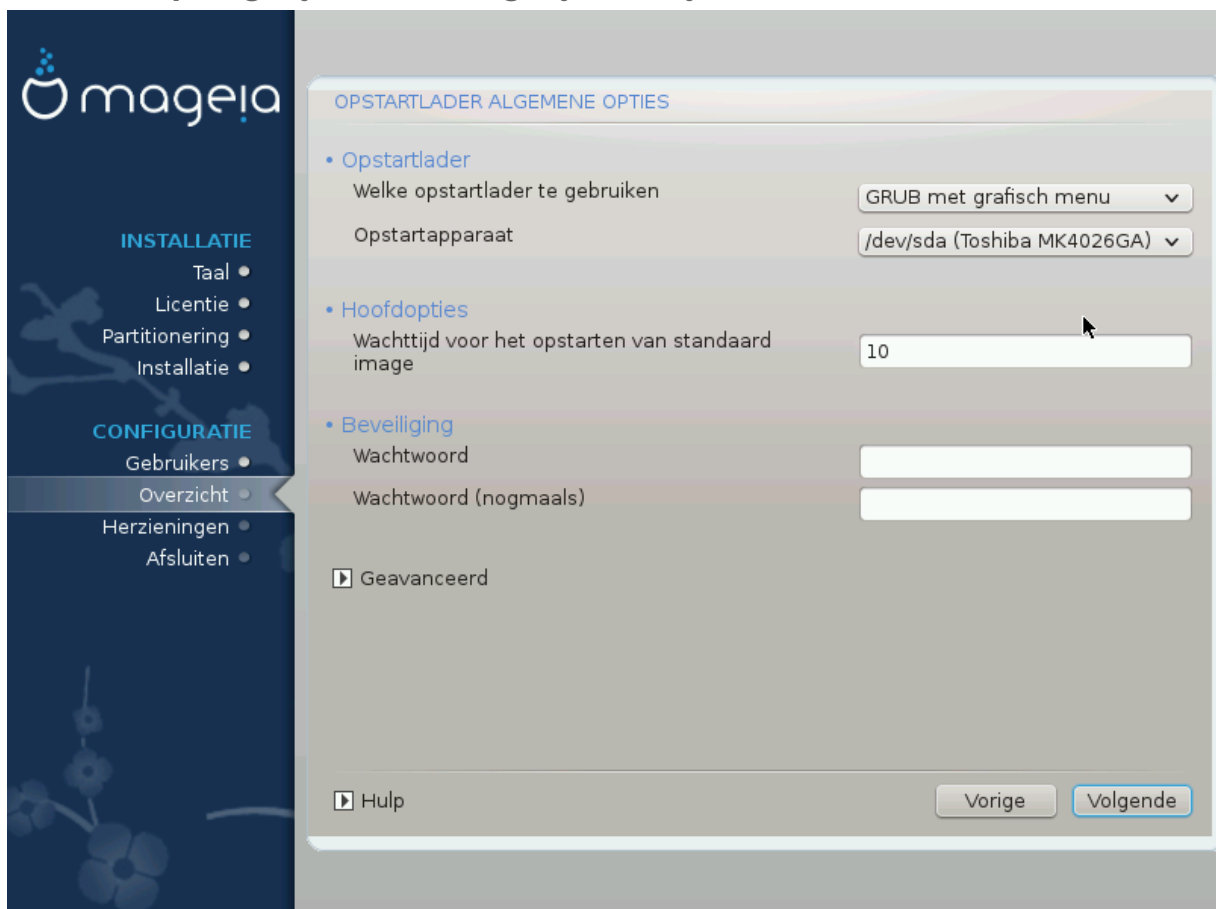 mageia
INSTALLATIE
Taal
Licentie
Partitionering
Installatie
CONFIGURATIE
Gebruikers
Overzicht
Herzieningen
Afsluiten
OPSTARTLADER ALGEMENE OPTIES
• Opstartlader
Welke opstartlader te gebruiken
GRUB met grafisch menu
Opstartapparaat
/dev/sda (Toshiba MK4026GA)
• Hoofdopties
Wachttijd voor het opstarten van standaard
image
10
• Beveiliging
Wachtwoord
Wachtwoord (nogmaals)
Geavanceerd
Hulp
Vorige
Volgende